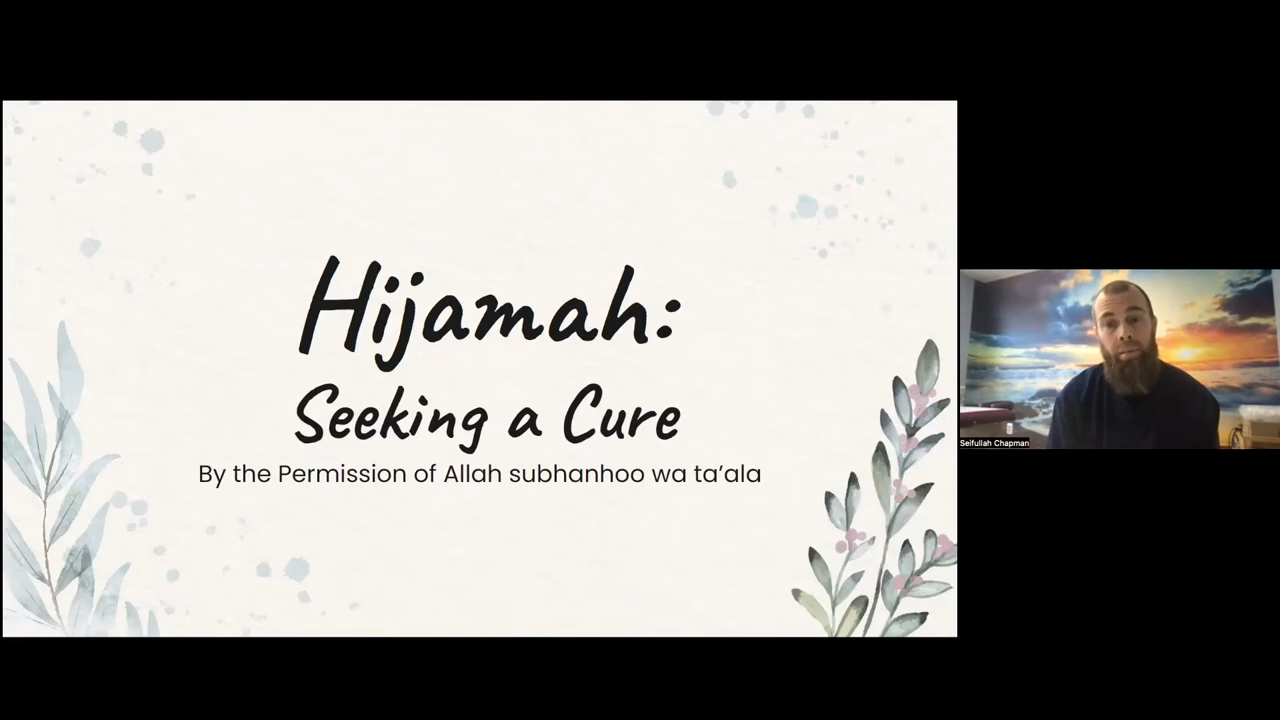 Hijamah:
Seeking a Cure
By the Permission of Allah subhanhoo wa ta’ala
Seifullah Chapman